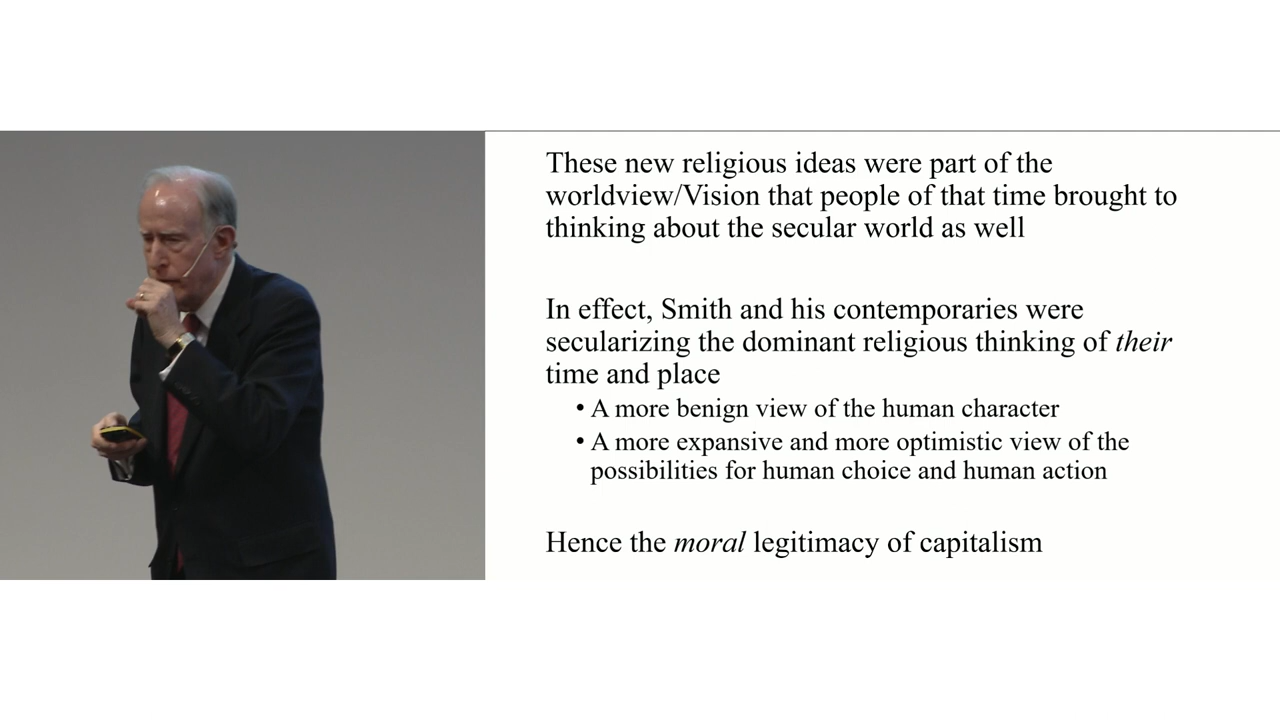 These new religious ideas were part of the
worldview/Vision that people of that time brought to
thinking about the secular world as well
In effect, Smith and his contemporaries were
secularizing the dominant religious thinking of their
time and place
• A more benign view of the human character
• A more expansive and more optimistic view of the
possibilities for human choice and human action
Hence the moral legitimacy of capitalism